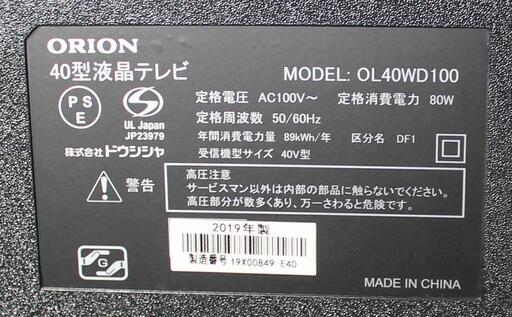 ORION
40型液晶テレビ
MODEL: OL40WD100
PS
E
UL Japan
JP23979
定格電圧 AC100V～ 定格消費電力 80W
定格周波数 50/60Hz
年間消費電力量 89kWh/年 区分名 DF1
受信機型サイズ 40V型
株式会社ドウシシャ
警告
高圧注意
サービスマン以外は内部の部品に触らないでください。
高圧部分が数多くあり、万一さわると危険です。
2019年製
製造番号 19X00849 E40
G
MADE IN CHINA